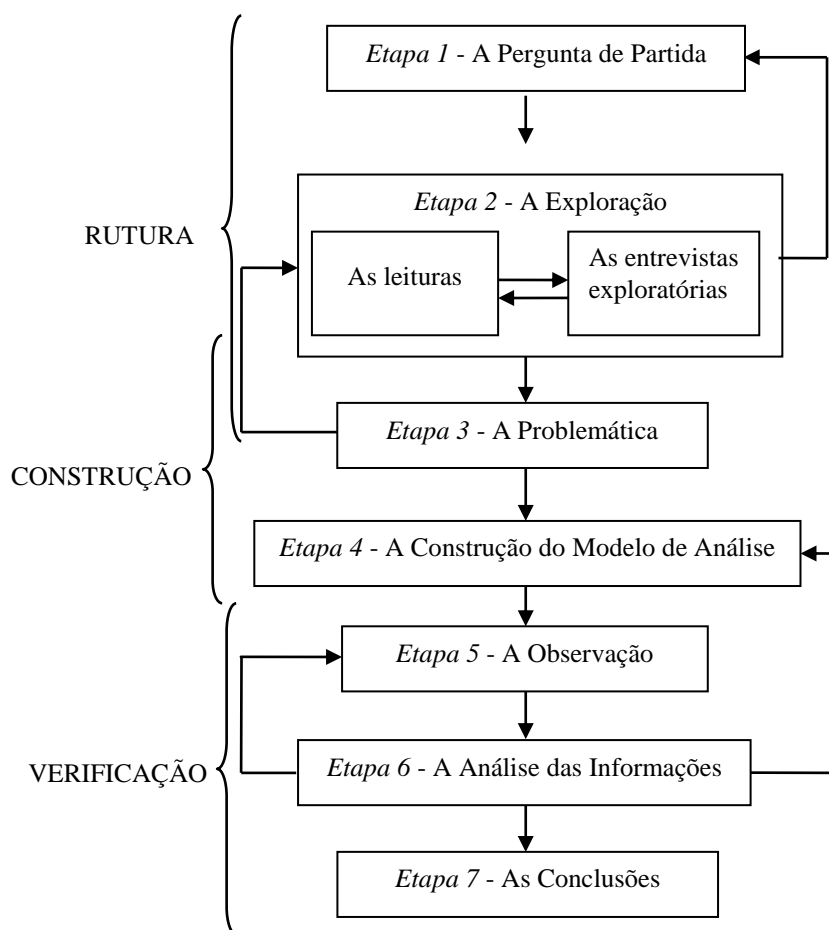 Etapa 1 - A Pergunta de Partida
RUTURA
Etapa 2 - A Exploração
As leituras
As entrevistas
exploratórias
Etapa 3 - A Problemática
CONSTRUÇÃO
Etapa 4 - A Construção do Modelo de Análise
Etapa 5 - A Observação
VERIFICAÇÃO
Etapa 6 - A Análise das Informações
Etapa 7 - As Conclusões